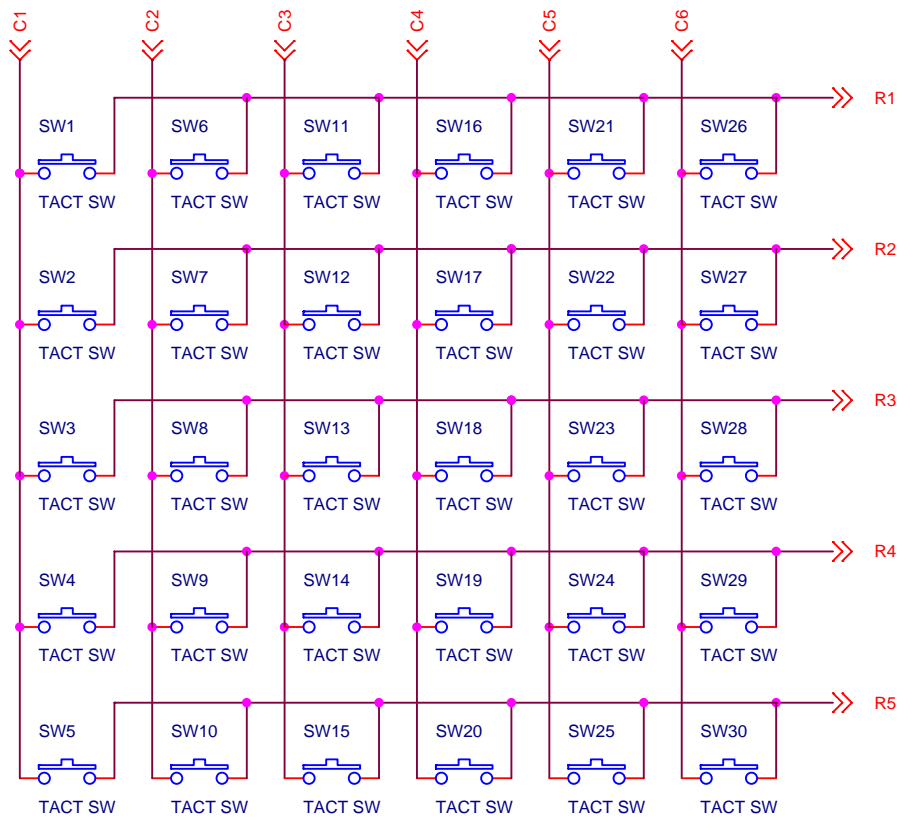 C1 C2 C3 C4 C5 C6
R1
SW1 SW6 SW11 SW16 SW21 SW26
TACT SW TACT SW TACT SW TACT SW TACT SW TACT SW
R2
SW2 SW7 SW12 SW17 SW22 SW27
TACT SW TACT SW TACT SW TACT SW TACT SW TACT SW
R3
SW3 SW8 SW13 SW18 SW23 SW28
TACT SW TACT SW TACT SW TACT SW TACT SW TACT SW
R4
SW4 SW9 SW14 SW19 SW24 SW29
TACT SW TACT SW TACT SW TACT SW TACT SW TACT SW
R5
SW5 SW10 SW15 SW20 SW25 SW30
TACT SW TACT SW TACT SW TACT SW TACT SW TACT SW